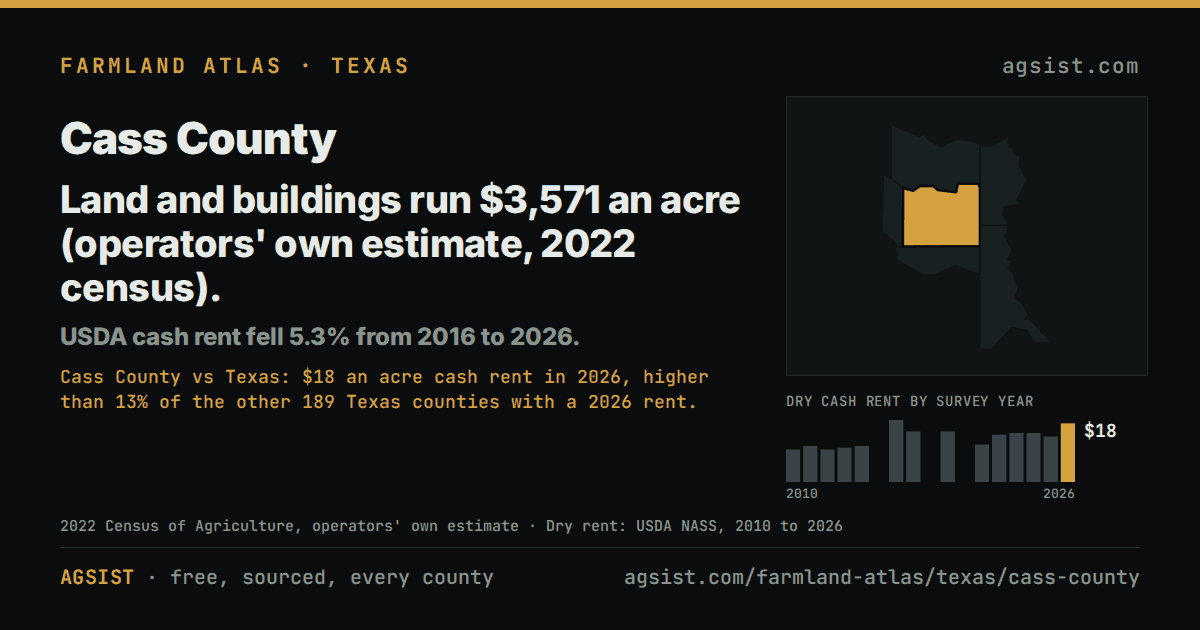 FARMLAND ATLAS · TEXAS
agsist.com
Cass County
Land and buildings run $3,571 an acre
(operators' own estimate, 2022
census).
USDA cash rent fell 5.3% from 2016 to 2026.
Cass County vs Texas: $18 an acre cash rent in 2026, higher
than 13% of the other 189 Texas counties with a 2026 rent.
DRY CASH RENT BY SURVEY YEAR
$18
2010
2026
2022 Census of Agriculture, operators' own estimate · Dry rent: USDA NASS, 2010 to 2026
AGSIST · free, sourced, every county
agsist.com/farmland-atlas/texas/cass-county